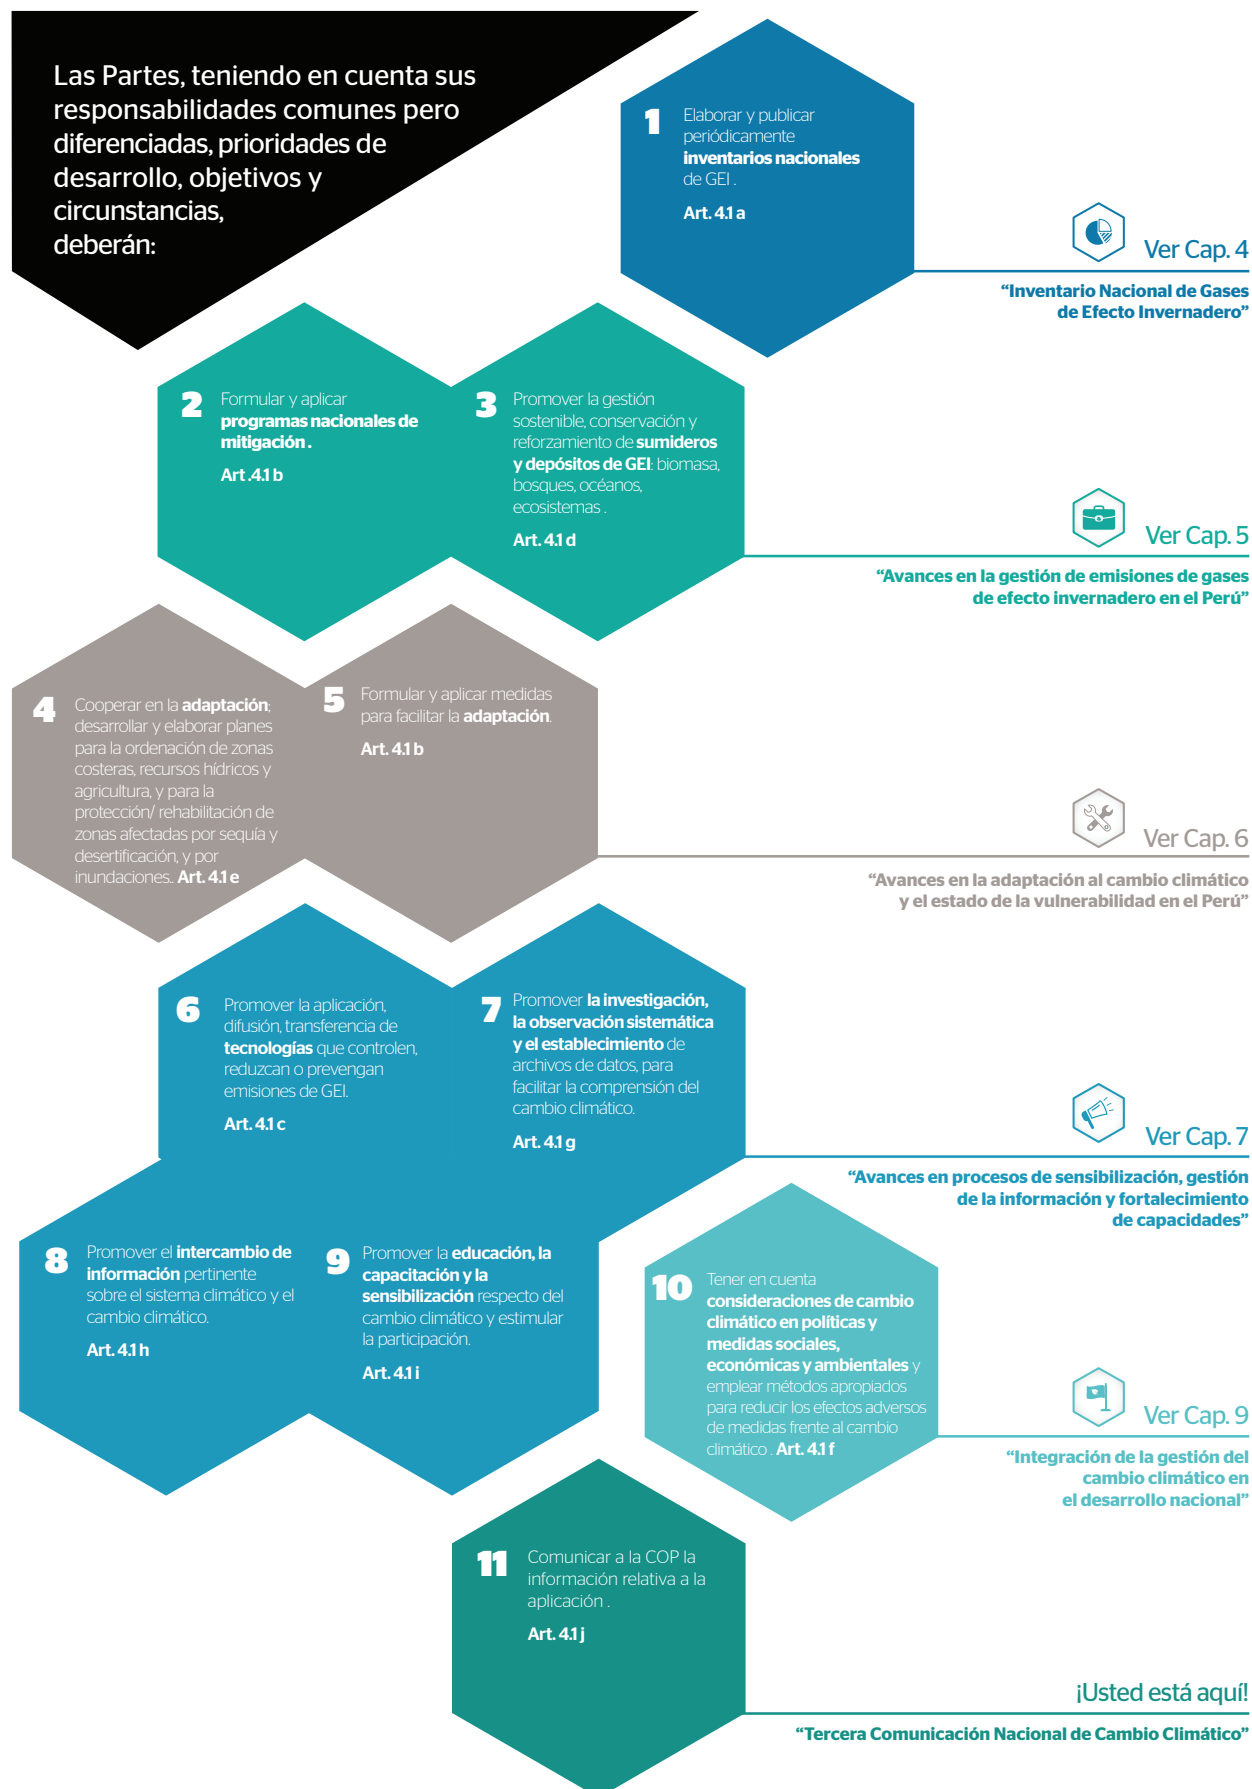 Las Partes, teniendo en cuenta sus
responsabilidades comunes pero
diferenciadas, prioridades de
desarrollo, objetivos y
circunstancias,
deberán:
1
Elaborar y publicar
periódicamente
inventarios nacionales
de GEI .
Art. 4.1 a
Ver Cap. 4
“Inventario Nacional de Gases
de Efecto Invernadero”
2
Formular y aplicar
programas nacionales de
mitigación .
Art .4.1 b
3
Promover la gestión
sostenible, conservación y
reforzamiento de sumideros
y depósitos de GEI: biomasa,
bosques, océanos,
ecosistemas .
Art. 4.1 d
Ver Cap. 5
“Avances en la gestión de emisiones de gases
de efecto invernadero en el Perú”
4
Cooperar en la adaptación;
desarrollar y elaborar planes
para la ordenación de zonas
costeras, recursos hídricos y
agricultura, y para la
protección/ rehabilitación de
zonas afectadas por sequía y
desertificación, y por
inundaciones.. Art. 4.1 e
5
Formular y aplicar medidas
para facilitar la adaptación.
Art. 4.1 b
Ver Cap. 6
“Avances en la adaptación al cambio climático
y el estado de la vulnerabilidad en el Perú”
6
Promover la aplicación,
difusión, transferencia de
tecnologías que controlen,
reduzcan o prevengan
emisiones de GEI.
Art. 4.1 c
7
Promover la investigación,
la observación sistemática
y el establecimiento de
archivos de datos, para
facilitar la comprensión del
cambio climático.
Art. 4.1 g
Ver Cap. 7
“Avances en procesos de sensibilización, gestión
de la información y fortalecimiento
de capacidades”
8
Promover el intercambio de
información pertinente
sobre el sistema climático y el
cambio climático.
Art. 4.1 h
9
Promover la educación, la
capacitación y la
sensibilización respecto del
cambio climático y estimular
la participación.
Art. 4.1 i
10
Tener en cuenta
consideraciones de cambio
climático en políticas y
medidas sociales,
económicas y ambientales y
emplear métodos apropiados
para reducir los efectos adversos
de medidas frente al cambio
climático . Art. 4.1 f
Ver Cap. 9
“Integración de la gestión del
cambio climático en
el desarrollo nacional”
11
Comunicar a la COP la
información relativa a la
aplicación .
Art. 4.1 j
¡Usted está aquí!
“Tercera Comunicación Nacional de Cambio Climático”